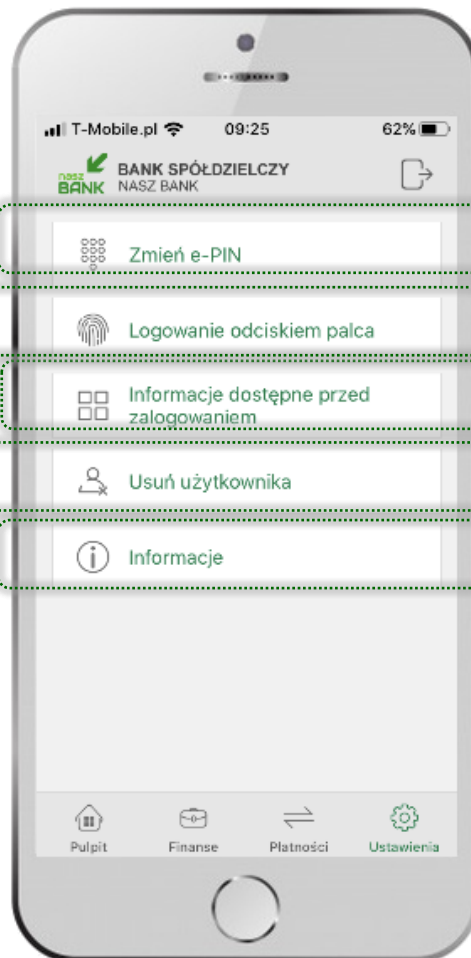 T-Mobile.pl 09:25 62%
nasz BANK
BANK SPÓŁDZIELCZY
NASZ BANK
Zmień e-PIN
Logowanie odciskiem palca
Informacje dostępne przed
zalogowaniem
Usuń użytkownika
Informacje
Pulpit Finanse Płatności Ustawienia